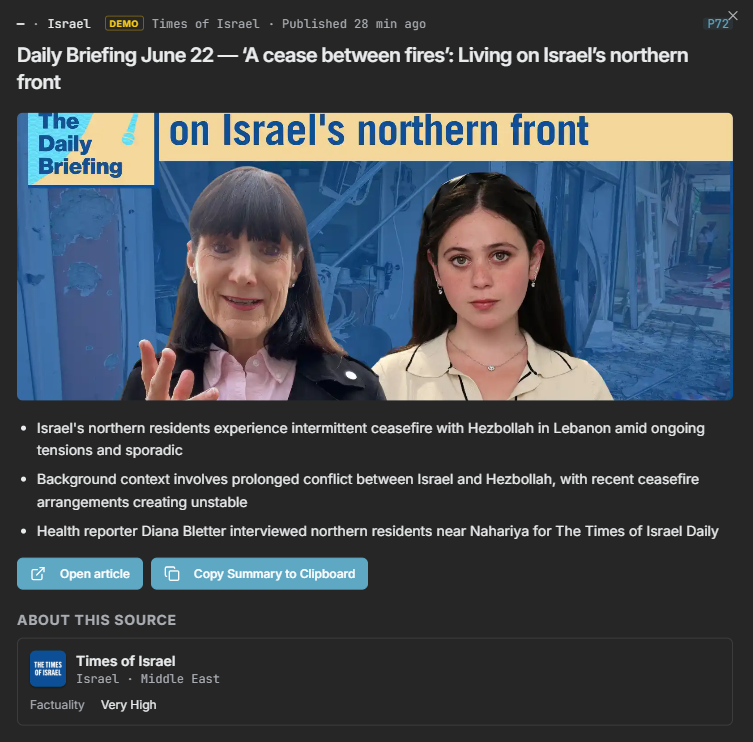 — · Israel DEMO Times of Israel · Published 28 min ago P72
Daily Briefing June 22 — ‘A cease between fires’: Living on Israel’s northern
front
The
Daily
Briefing
on Israel's northern front
• Israel's northern residents experience intermittent ceasefire with Hezbollah in Lebanon amid ongoing
tensions and sporadic
• Background context involves prolonged conflict between Israel and Hezbollah, with recent ceasefire
arrangements creating unstable
• Health reporter Diana Bletter interviewed northern residents near Nahariya for The Times of Israel Daily
Open article
Copy Summary to Clipboard
ABOUT THIS SOURCE
THE TIMES
OF ISRAEL
Times of Israel
Israel · Middle East
Factuality Very High